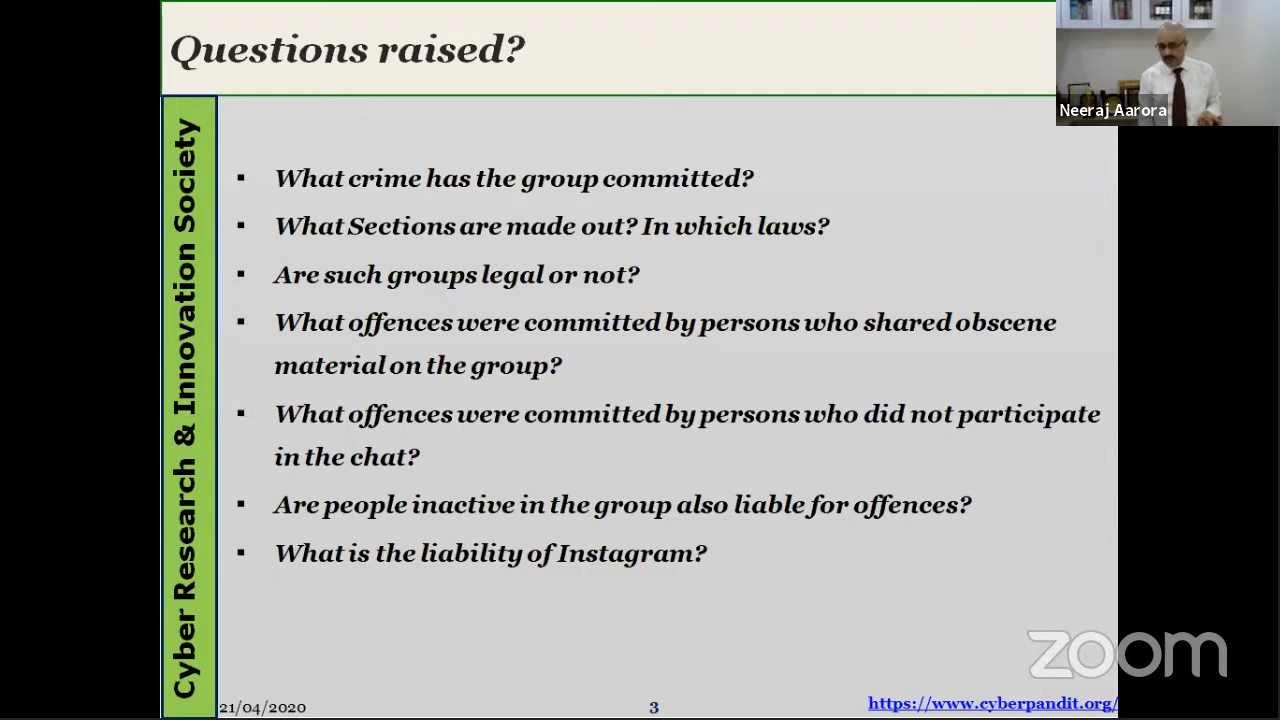 Questions raised?
Neeraj Aarora
Cyber Research & Innovation Society
▪ What crime has the group committed?
▪ What Sections are made out? In which laws?
▪ Are such groups legal or not?
▪ What offences were committed by persons who shared obscene
material on the group?
▪ What offences were committed by persons who did not participate
in the chat?
▪ Are people inactive in the group also liable for offences?
▪ What is the liability of Instagram?
zoom
21/04/2020
3
https://www.cyberpandit.org/